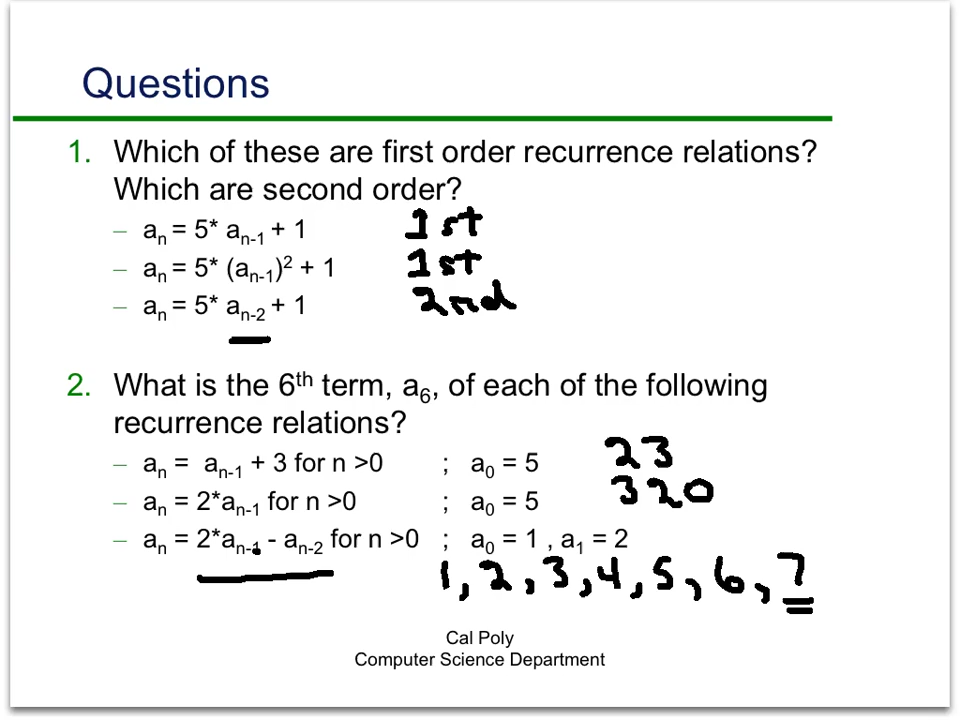 Questions
1. Which of these are first order recurrence relations?
Which are second order?
– aₙ = 5* aₙ₋₁ + 1 1st
– aₙ = 5* (aₙ₋₁)² + 1 1st
– aₙ = 5* aₙ₋₂ + 1 2nd
2. What is the 6ᵗʰ term, a₆, of each of the following
recurrence relations?
– aₙ = aₙ₋₁ + 3 for n >0 ; a₀ = 5 23
– aₙ = 2*aₙ₋₁ for n >0 ; a₀ = 5 320
– aₙ = 2*aₙ₋₁ - aₙ₋₂ for n >0 ; a₀ = 1 , a₁ = 2
1, 2, 3, 4, 5, 6, 7
Cal Poly
Computer Science Department